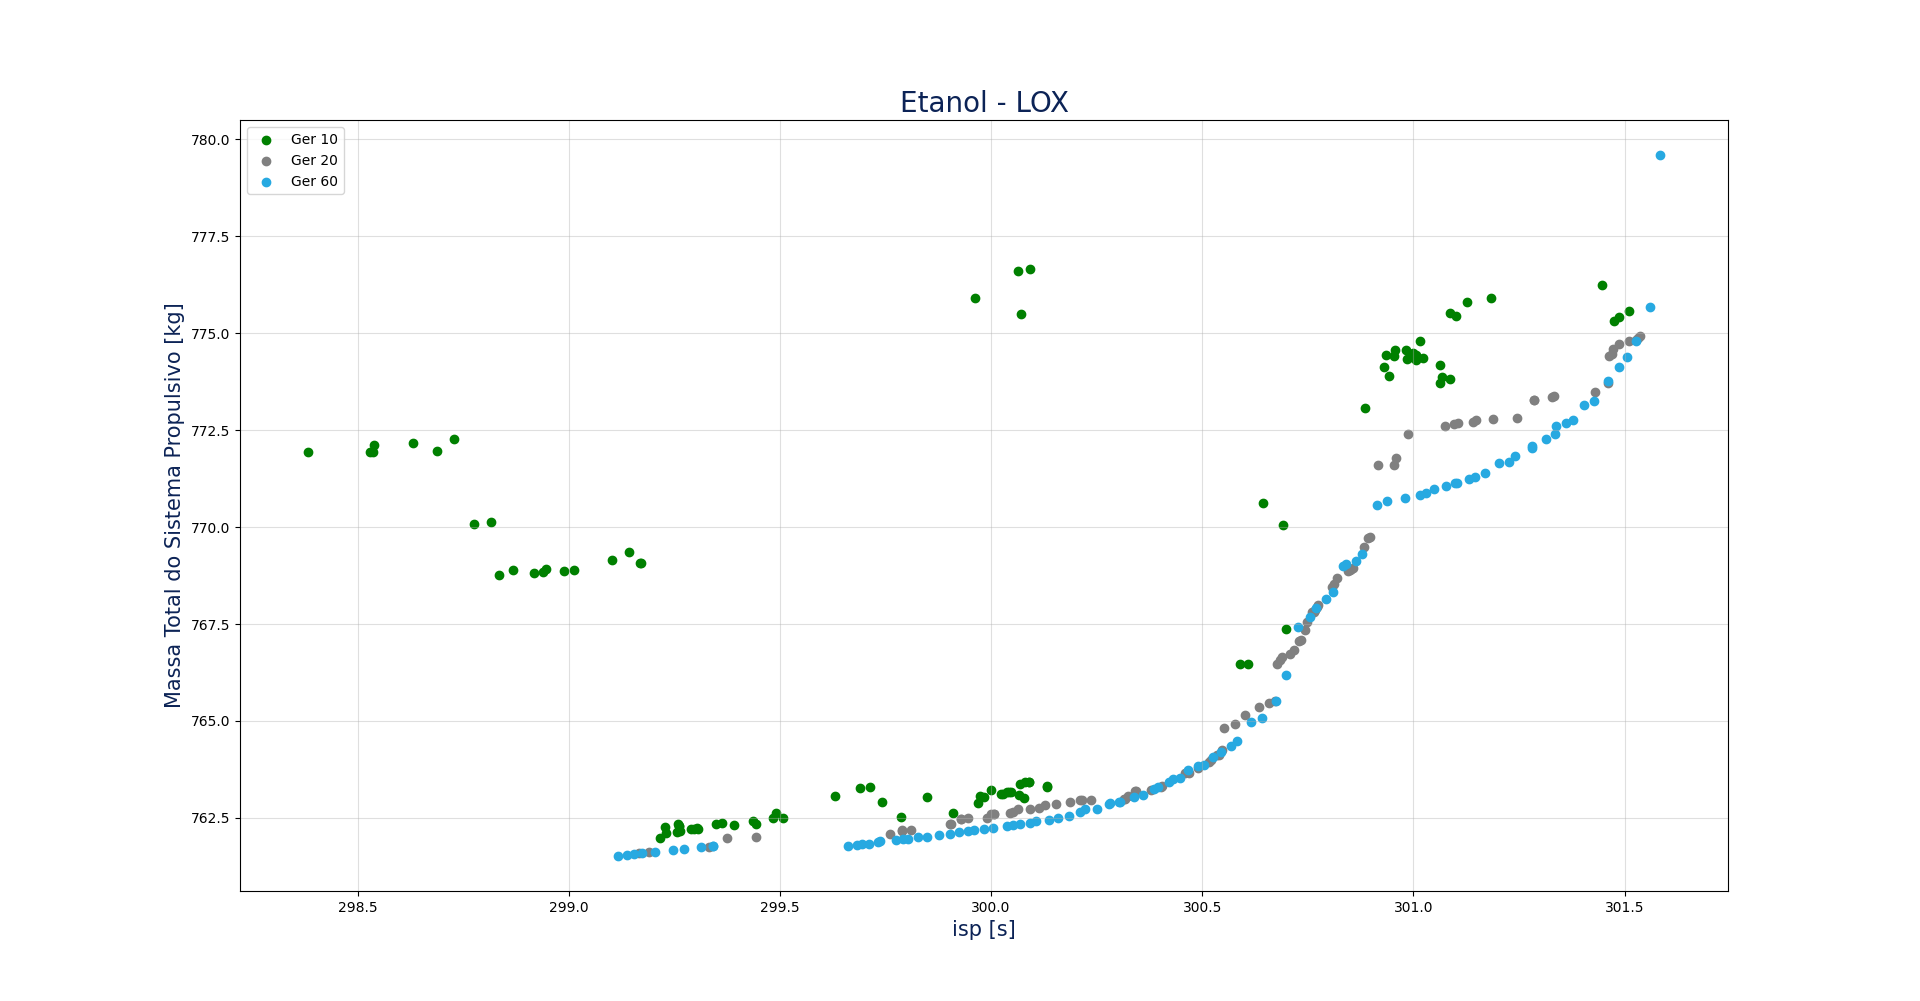 Etanol - LOX
Ger 10
Ger 20
Ger 60
Massa Total do Sistema Propulsivo [kg]
780.0
777.5
775.0
772.5
770.0
767.5
765.0
762.5
298.5 299.0 299.5 300.0 300.5 301.0 301.5
isp [s]